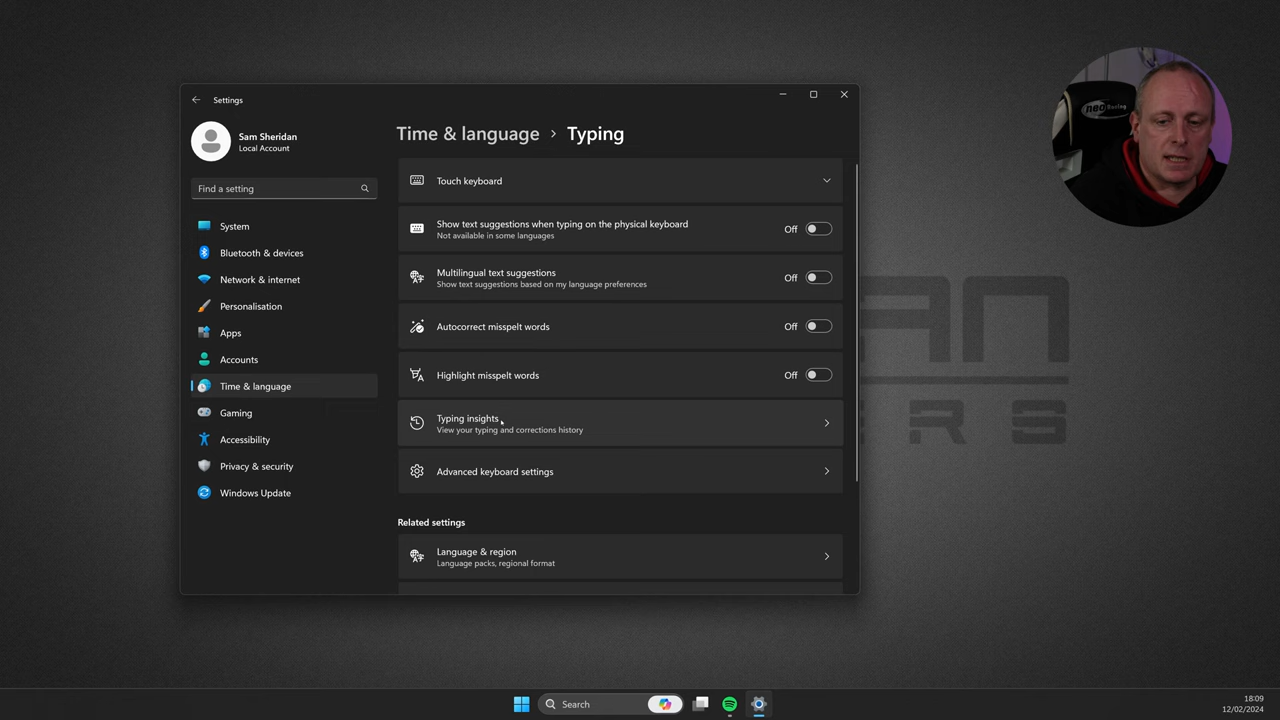 Settings
Sam Sheridan
Local Account
Find a setting
System
Bluetooth & devices
Network & internet
Personalisation
Apps
Accounts
Time & language
Gaming
Accessibility
Privacy & security
Windows Update
Time & language > Typing
Touch keyboard
Show text suggestions when typing on the physical keyboard
Not available in some languages
Off
Multilingual text suggestions
Show text suggestions based on my language preferences
Off
Autocorrect misspelt words
Off
Highlight misspelt words
Off
Typing insights
View your typing and corrections history
Advanced keyboard settings
Related settings
Language & region
Language packs, regional format
neo Racing
Search
18:09
12/02/2024